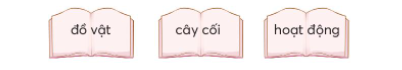 đồ vật
cây cối
hoạt động